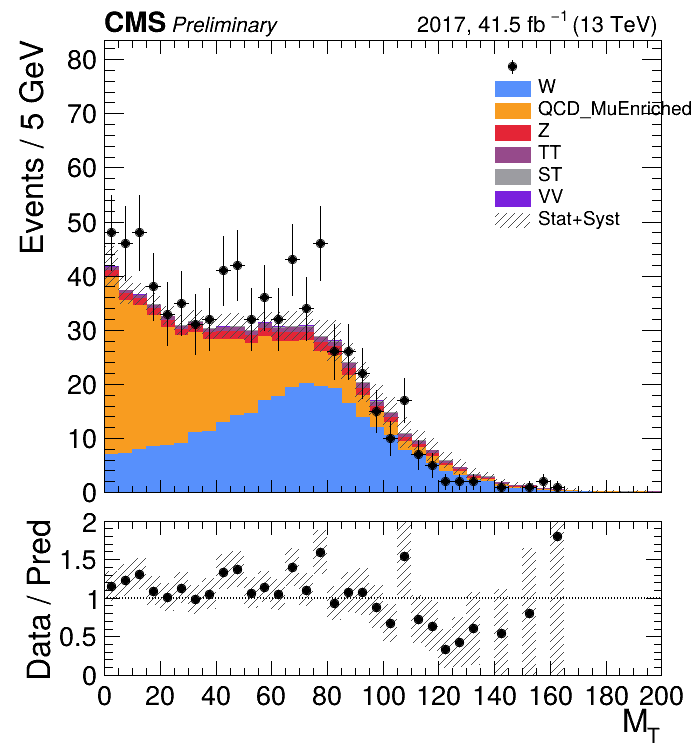 CMS Preliminary 2017, 41.5 fb⁻¹ (13 TeV)
Events / 5 GeV
80
70
60
50
40
30
20
10
0
W
QCD_MuEnriched
Z
TT
ST
VV
Stat+Syst
Data / Pred
2
1.5
1
0.5
0
0 20 40 60 80 100 120 140 160 180 200
M_T